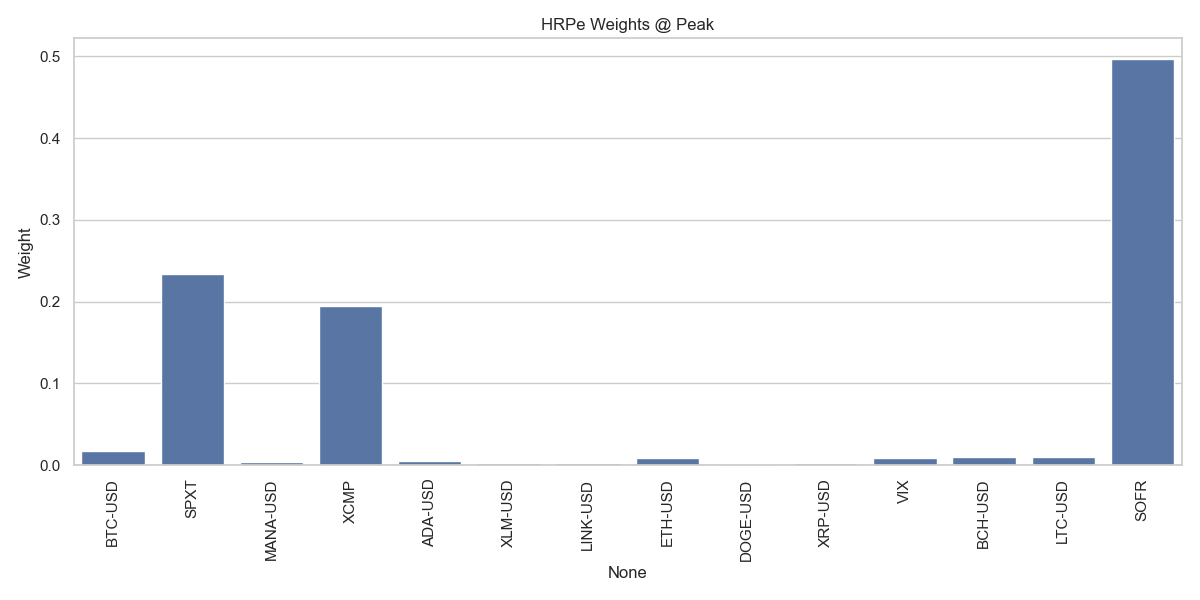 HRPe Weights @ Peak
0.5
0.4
0.3
0.2
0.1
0.0
Weight
BTC-USD
SPXT
MANA-USD
XCMP
ADA-USD
XLM-USD
LINK-USD
ETH-USD
DOGE-USD
XRP-USD
VIX
BCH-USD
LTC-USD
SOFR
None